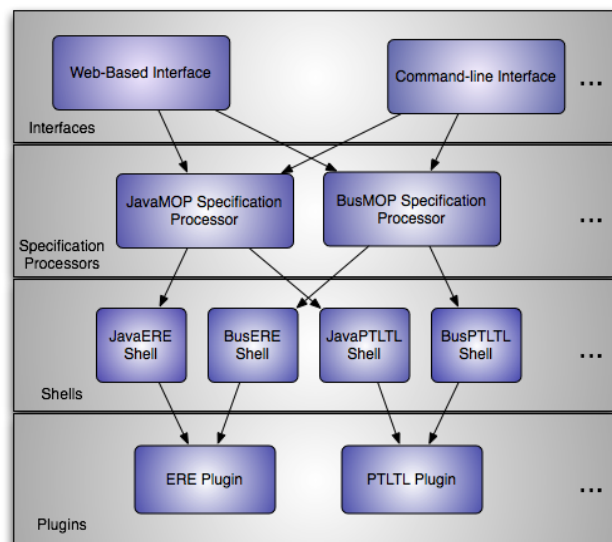 Web-Based Interface
Command-line Interface
...
Interfaces
JavaMOP Specification
Processor
BusMOP Specification
Processor
...
Specification
Processors
JavaERE
Shell
BusERE
Shell
JavaPTLTL
Shell
BusPTLTL
Shell
...
Shells
ERE Plugin
PTLTL Plugin
...
Plugins